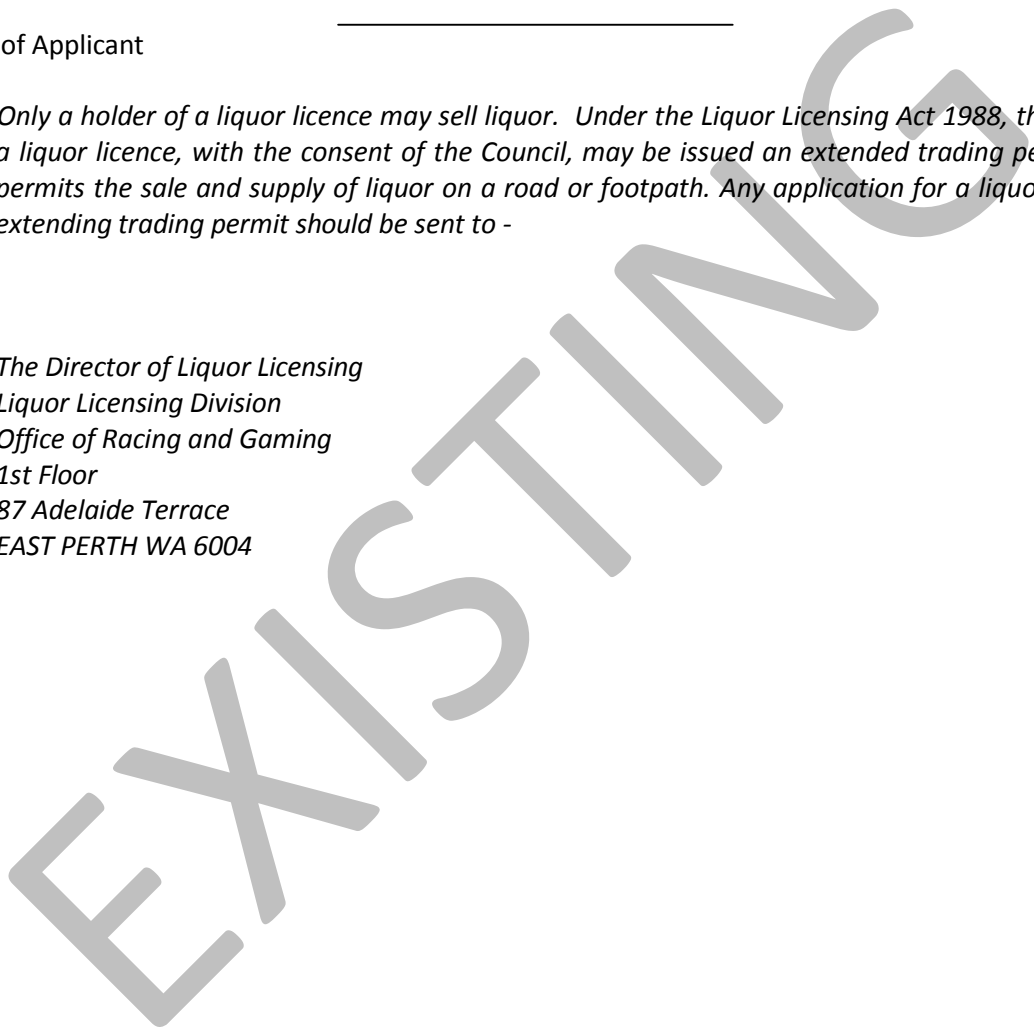 of Applicant
Only a holder of a liquor licence may sell liquor. Under the Liquor Licensing Act 1988, th
a liquor licence, with the consent of the Council, may be issued an extended trading pe
permits the sale and supply of liquor on a road or footpath. Any application for a liquo
extending trading permit should be sent to -
The Director of Liquor Licensing
Liquor Licensing Division
Office of Racing and Gaming
1st Floor
87 Adelaide Terrace
EAST PERTH WA 6004
EXISTING